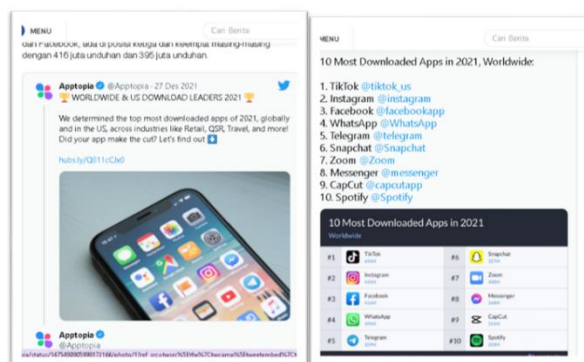 MENU
Cari Berita
dan Facebook, ada di posisi ketiga dan keempat masing-masing
dengan 416 juta unduhan dan 395 juta unduhan.
Apptopia @Apptopia · 27 Des 2021
🏆 WORLDWIDE & US DOWNLOAD LEADERS 2021 🏆
We determined the top most downloaded apps of 2021, globally
and in the US, across industries like Retail, QSR, Travel, and more!
Did your app make the cut? Let's find out ⬇️
Apptopia
@Apptopia
MENU
Cari Berita
10 Most Downloaded Apps in 2021, Worldwide:
1. TikTok @tiktok_us
2. Instagram @instagram
3. Facebook @facebookapp
4. WhatsApp @WhatsApp
5. Telegram @telegram
6. Snapchat @Snapchat
7. Zoom @Zoom
8. Messenger @messenger
9. CapCut @capcutapp
10. Spotify @Spotify
10 Most Downloaded Apps in 2021
Worldwide
#1 TikTok
#6 Snapchat
#2 Instagram
#7 Zoom
#3 Facebook
#8 Messenger
#4 WhatsApp
#9 CapCut
#5 Telegram
#10 Spotify